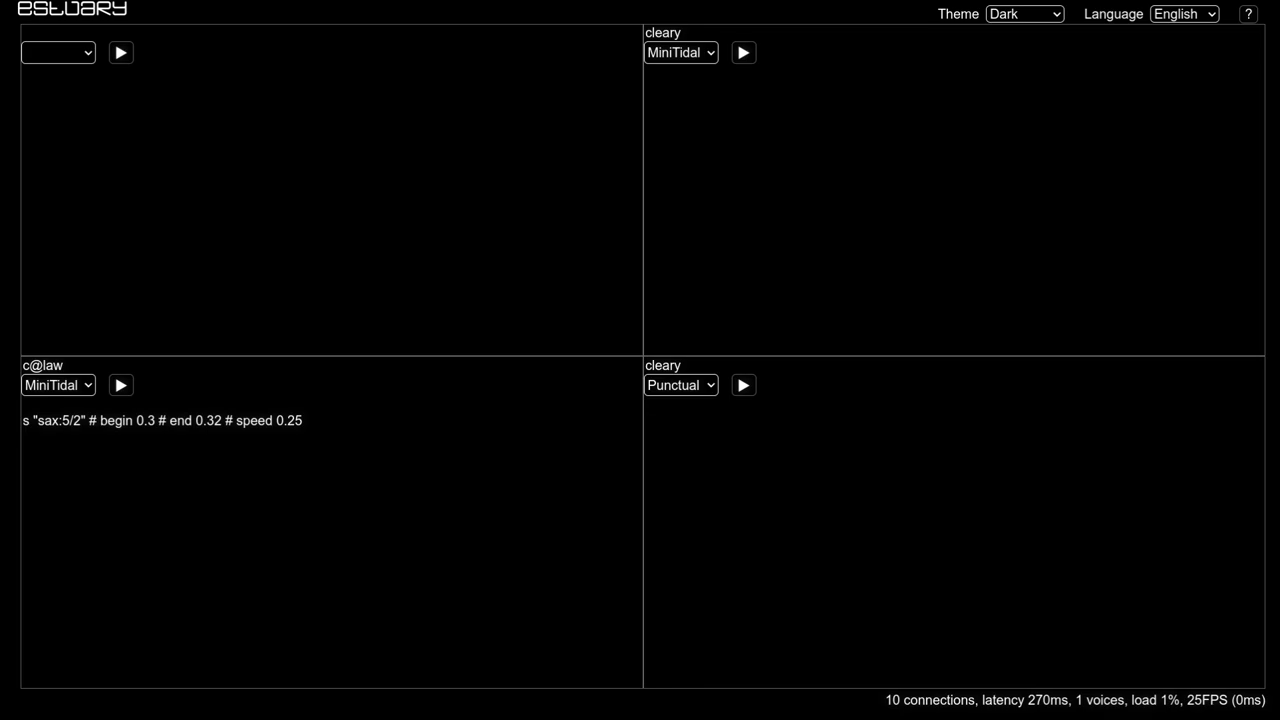 estuary
Theme Dark Language English ?
cleary
MiniTidal
c@law
MiniTidal
s "sax:5/2" # begin 0.3 # end 0.32 # speed 0.25
cleary
Punctual
10 connections, latency 270ms, 1 voices, load 1%, 25FPS (0ms)